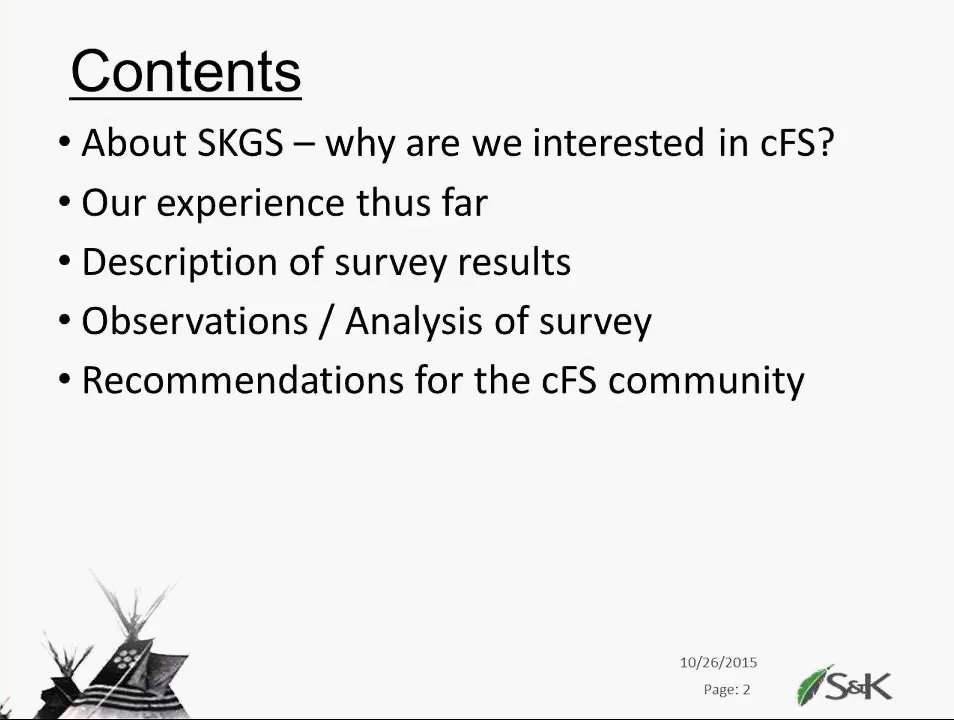 Contents
• About SKGS – why are we interested in cFS?
• Our experience thus far
• Description of survey results
• Observations / Analysis of survey
• Recommendations for the cFS community
10/26/2015
Page: 2
S&K